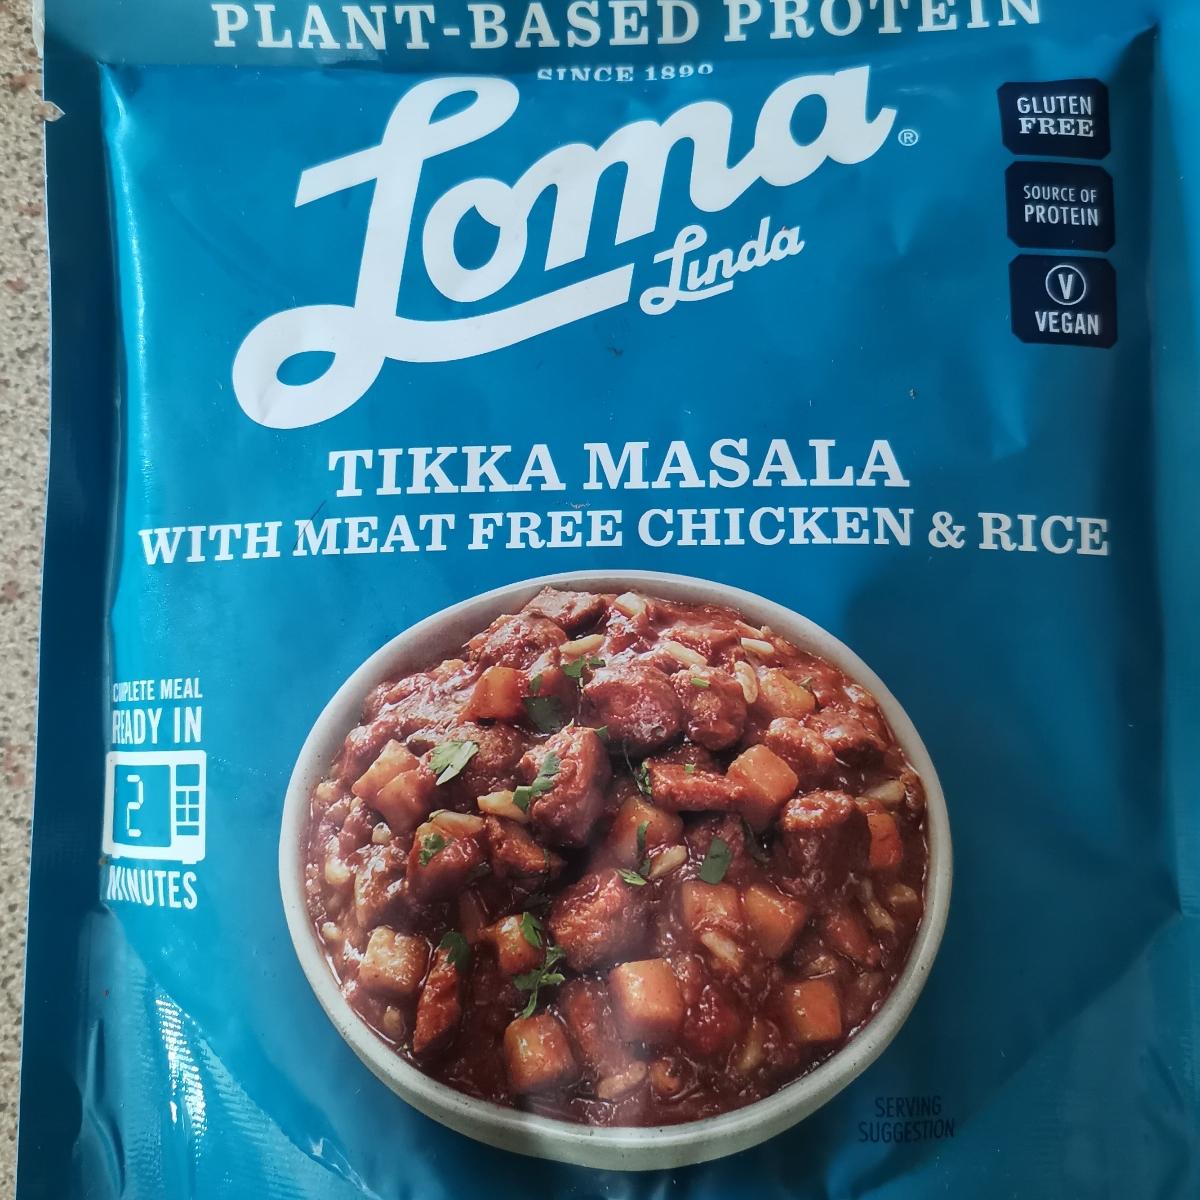 PLANT-BASED PROTEIN
SINCE 1890
Loma
Linda
®
GLUTEN
FREE
SOURCE OF
PROTEIN
V
VEGAN
TIKKA MASALA
WITH MEAT FREE CHICKEN & RICE
COMPLETE MEAL
READY IN
2
MINUTES
SERVING
SUGGESTION